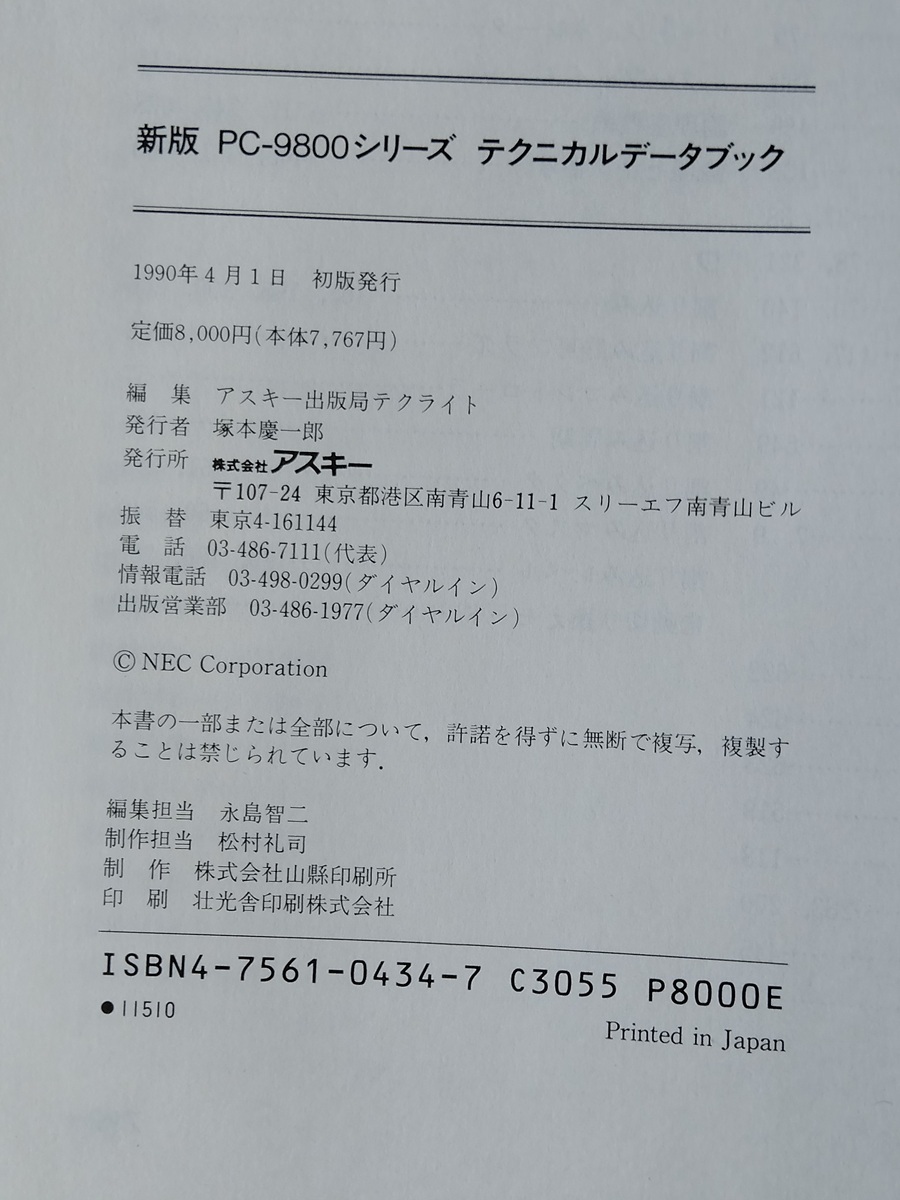 新版 PC-9800シリーズ テクニカルデータブック
1990年4月1日 初版発行
定価8,000円(本体7,767円)
編 集 アスキー出版局テクライト
発行者 塚本慶一郎
発行所 株式会社アスキー
〒107-24 東京都港区南青山6-11-1 スリーエフ南青山ビル
振 替 東京4-161144
電 話 03-486-7111(代表)
情報電話 03-498-0299(ダイヤルイン)
出版営業部 03-486-1977(ダイヤルイン)
Ⓒ NEC Corporation
本書の一部または全部について，許諾を得ずに無断で複写，複製す
ることは禁じられています．
編集担当 永島智二
制作担当 松村礼司
制 作 株式会社山縣印刷所
印 刷 壮光舎印刷株式会社
ISBN4-7561-0434-7 C3055 P8000E
●11510
Printed in Japan